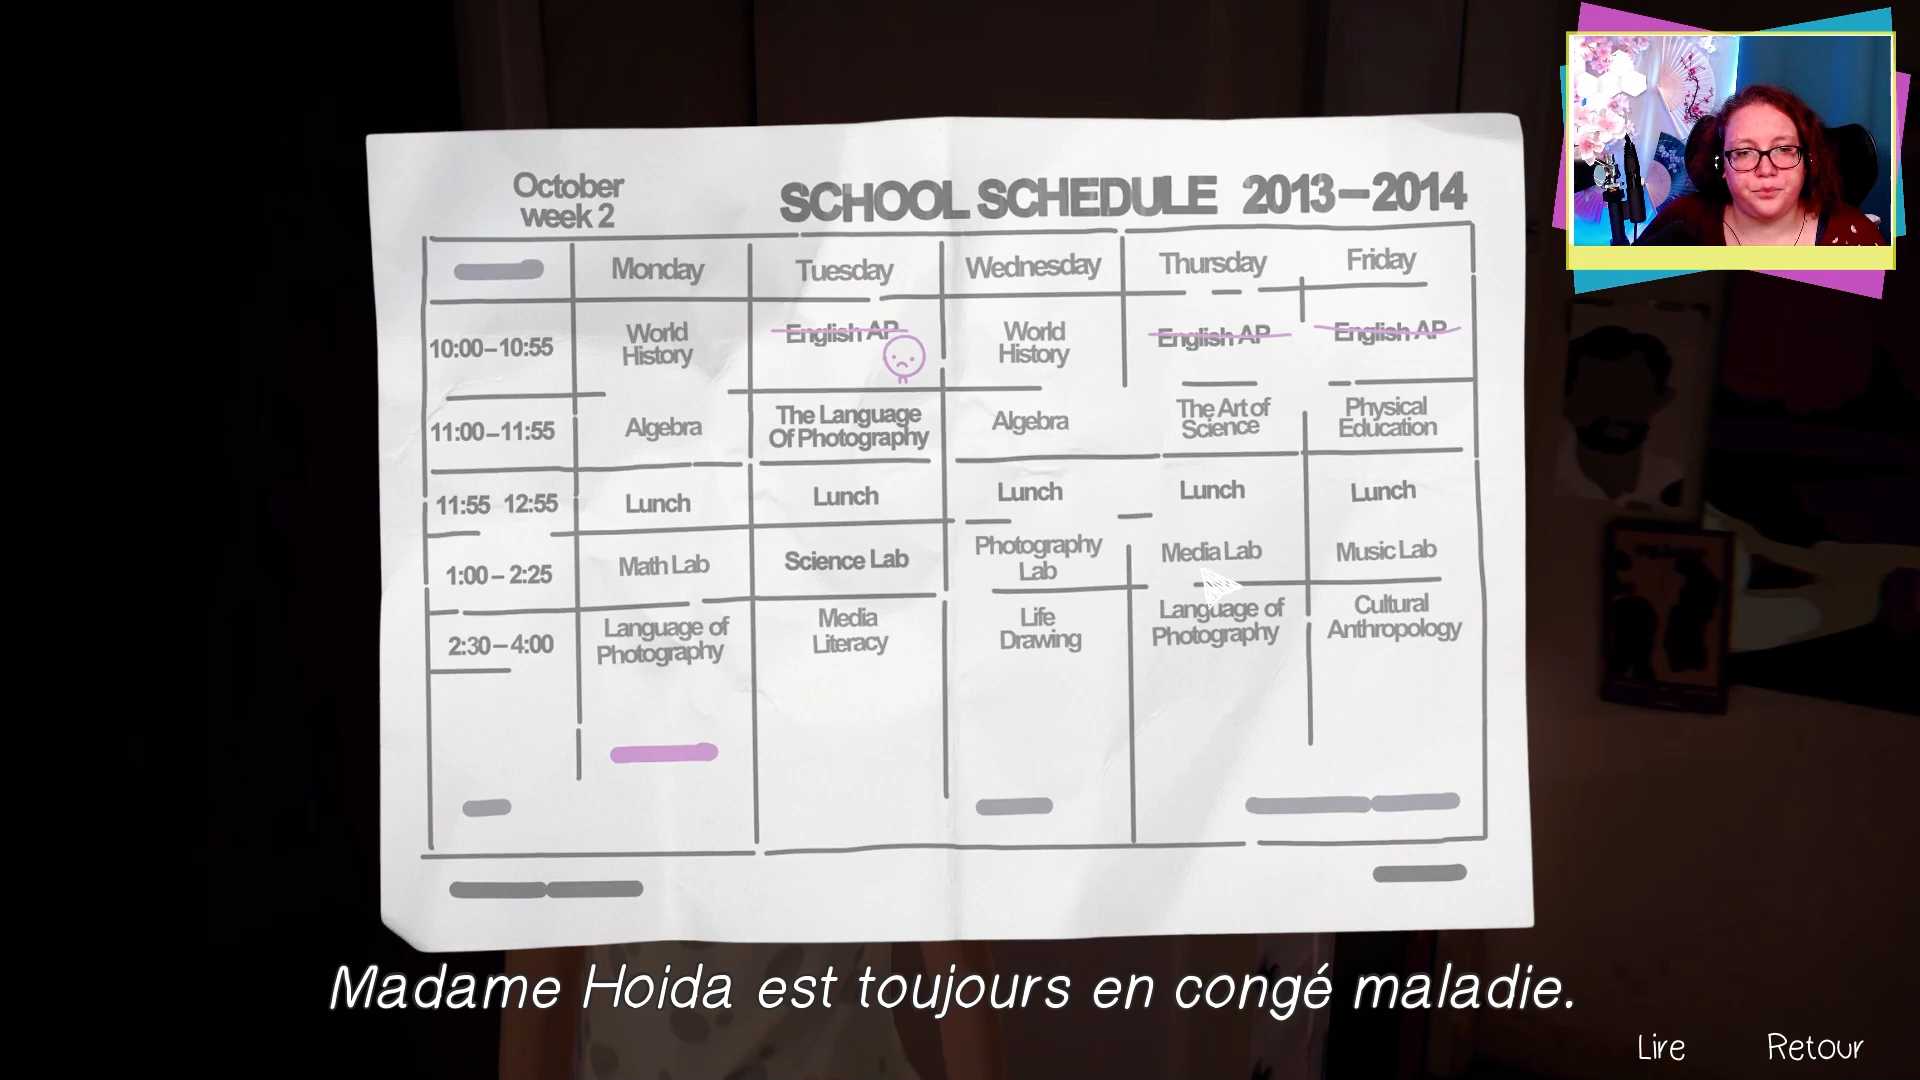 October
week 2
SCHOOL SCHEDULE 2013-2014
Monday Tuesday Wednesday Thursday Friday
10:00-10:55
World
History
English AP
World
History
English AP
English AP
11:00-11:55
Algebra
The Language
Of Photography
Algebra
The Art of
Science
Physical
Education
11:55 12:55
Lunch
Lunch
Lunch
Lunch
Lunch
1:00-2:25
Math Lab
Science Lab
Photography
Lab
Media Lab
Music Lab
2:30-4:00
Language of
Photography
Media
Literacy
Life
Drawing
Language of
Photography
Cultural
Anthropology
Madame Hoida est toujours en congé maladie.
Lire Retour